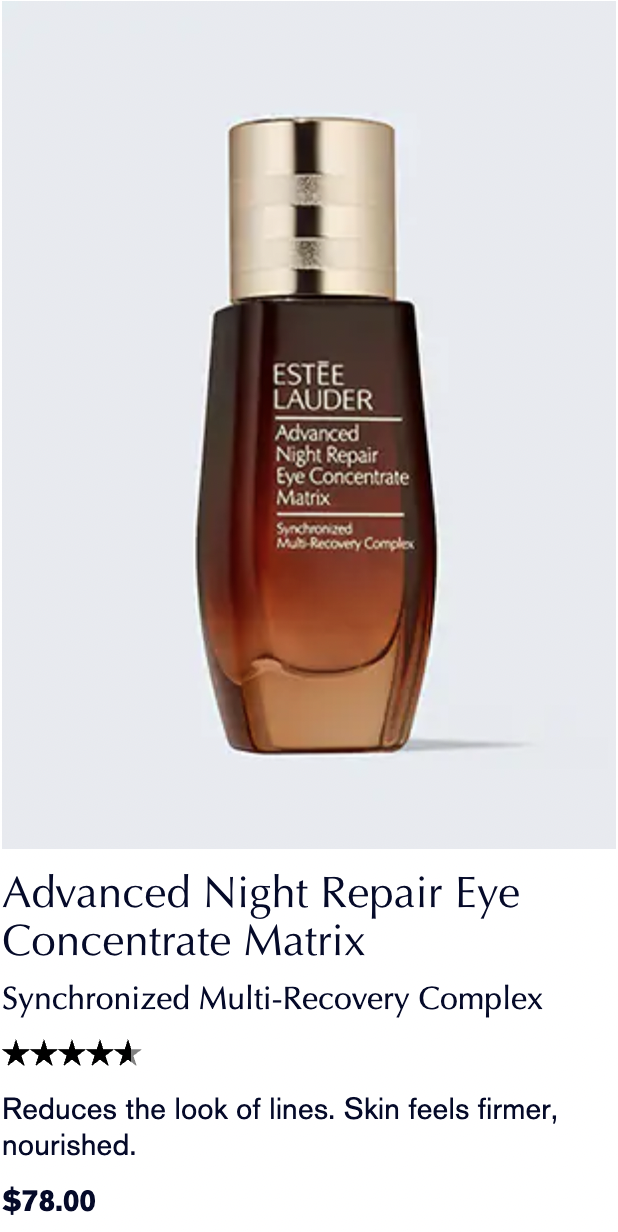 ESTĒE
LAUDER
Advanced
Night Repair
Eye Concentrate
Matrix
Synchronized
Multi-Recovery Complex
Advanced Night Repair Eye
Concentrate Matrix
Synchronized Multi-Recovery Complex
Reduces the look of lines. Skin feels firmer,
nourished.
$78.00